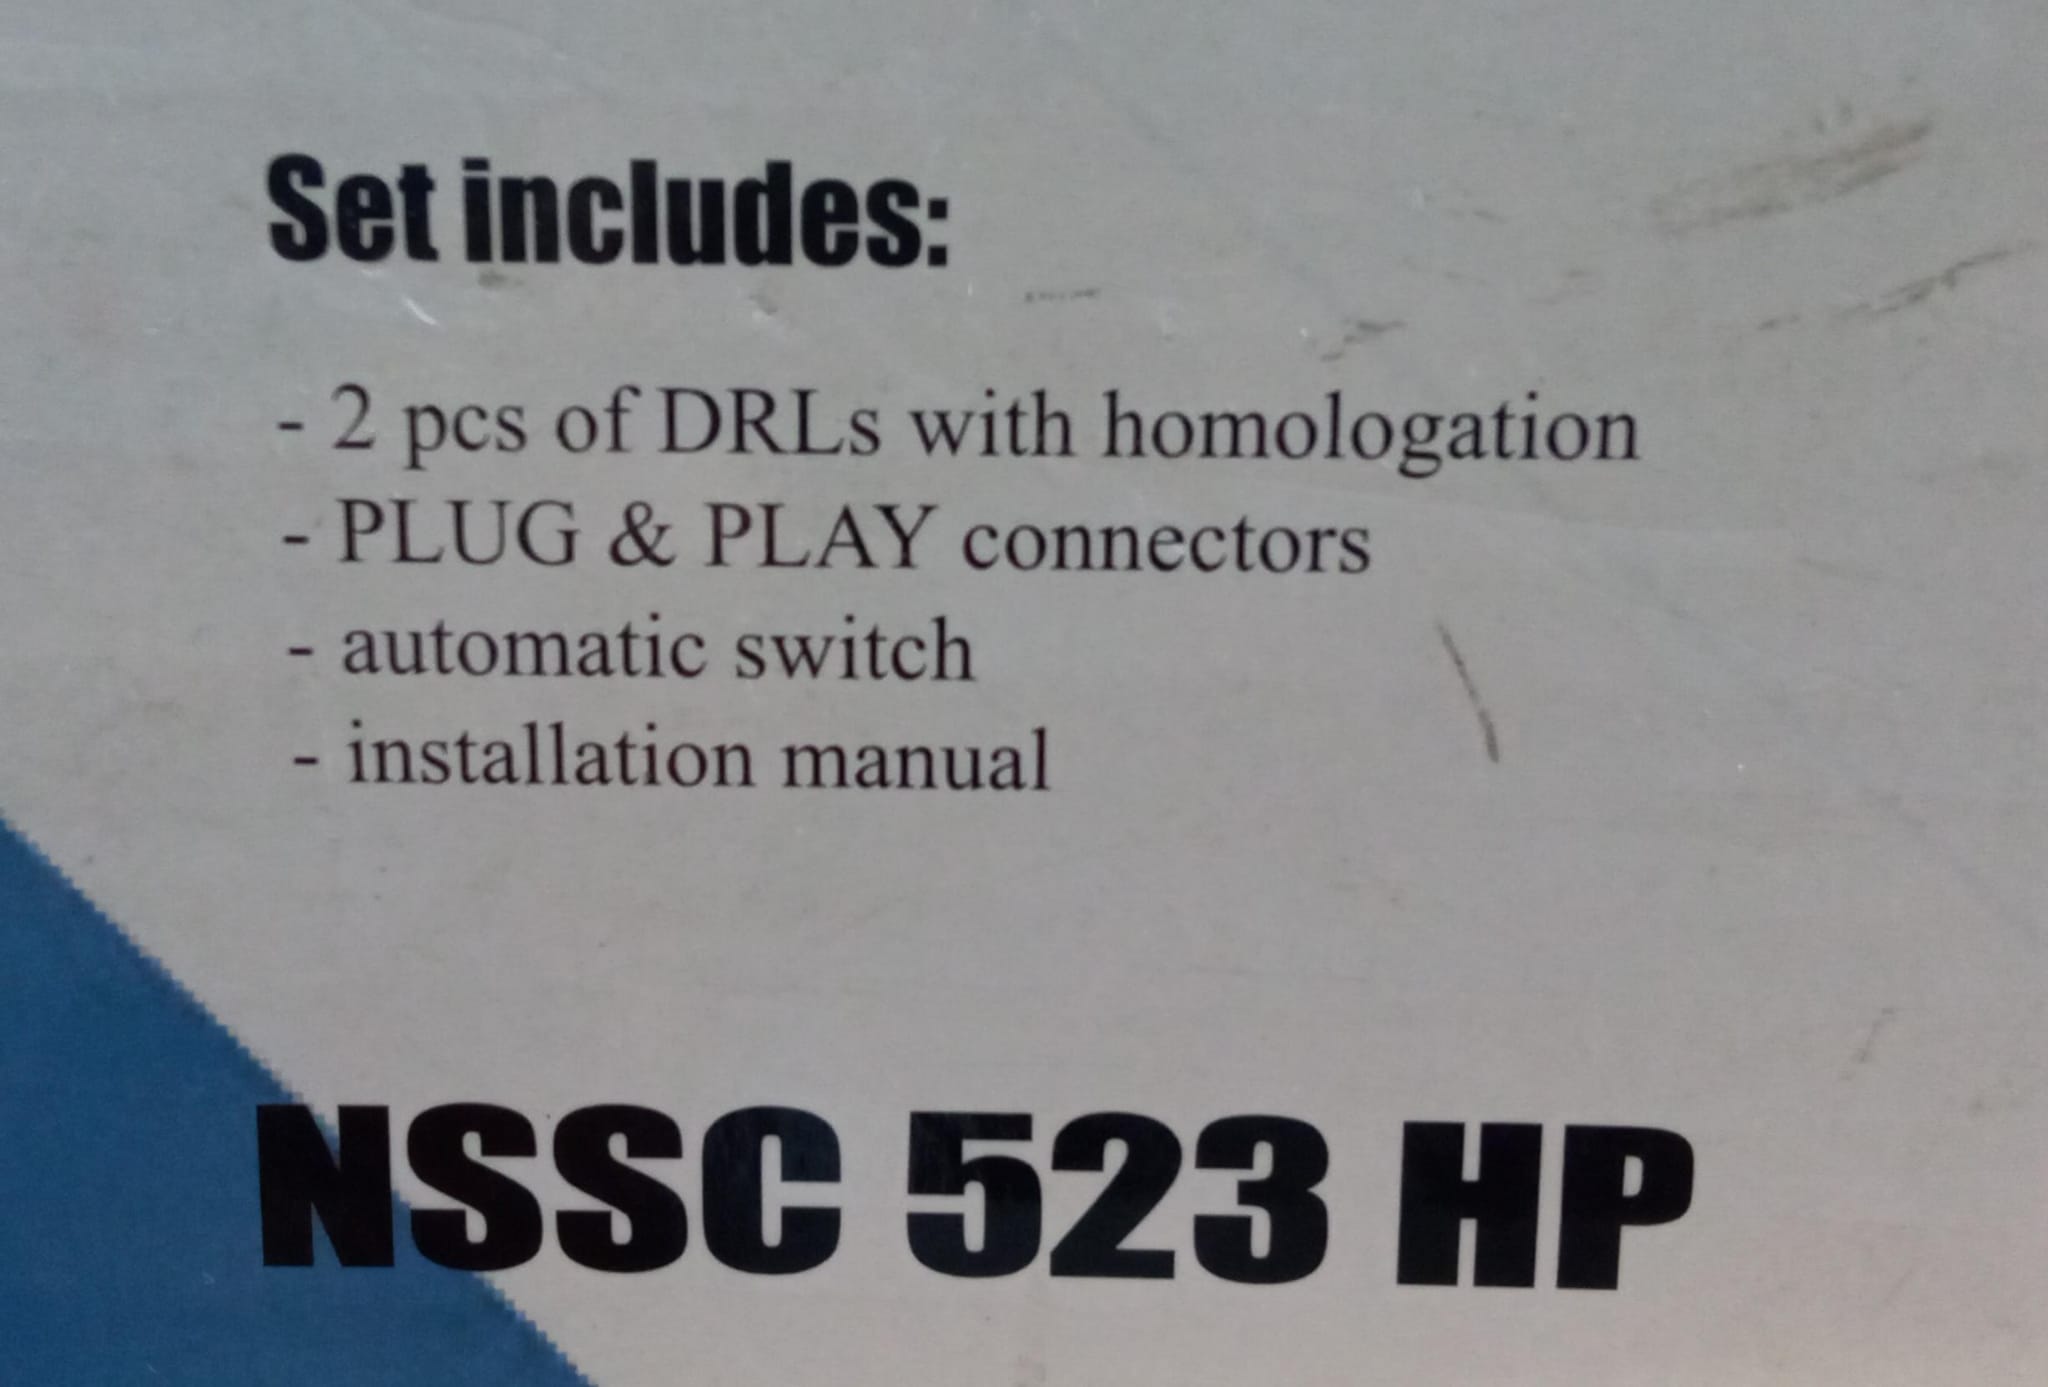 Set includes:
- 2 pcs of DRLs with homologation
- PLUG & PLAY connectors
- automatic switch
- installation manual
NSSC 523 HP